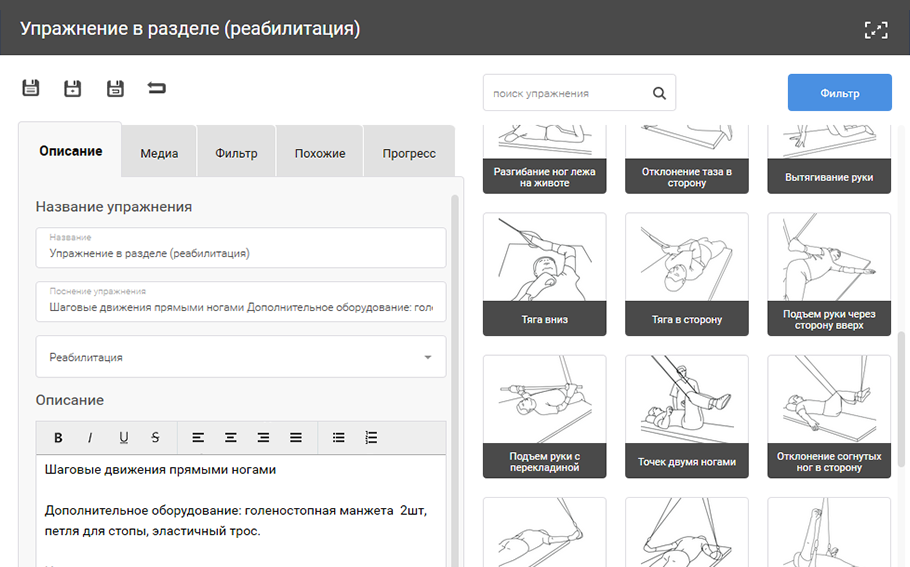 Упражнение в разделе (реабилитация)
поиск упражнения
Фильтр
Описание
Медиа
Фильтр
Похожие
Прогресс
Название упражнения
Название
Упражнение в разделе (реабилитация)
Поснение упражнения
Шаговые движения прямыми ногами Дополнительное оборудование: голе
Реабилитация
Описание
B I U S
Шаговые движения прямыми ногами
Дополнительное оборудование: голеностопная манжета 2шт,
петля для стопы, эластичный трос.
Разгибание ног лежа
на животе
Отклонение таза в
сторону
Вытягивание руки
Тяга вниз
Тяга в сторону
Подъем руки через
сторону вверх
Подъем руки с
перекладиной
Точек двумя ногами
Отклонение согнутых
ног в сторону